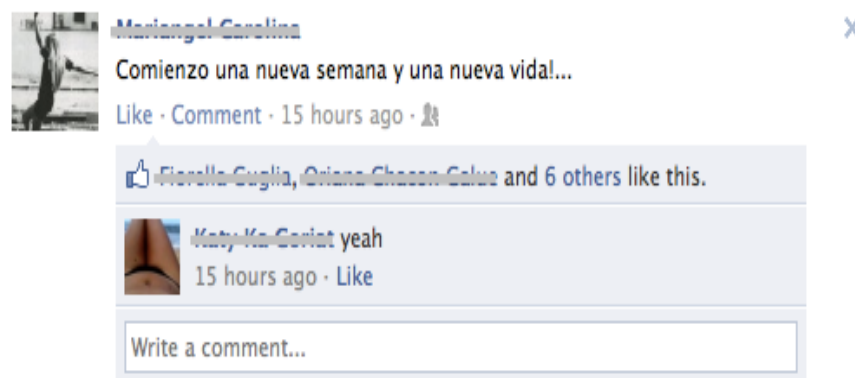 Comienzo una nueva semana y una nueva vida!...
Like · Comment · 15 hours ago ·
and 6 others like this.
yeah
15 hours ago · Like
Write a comment...